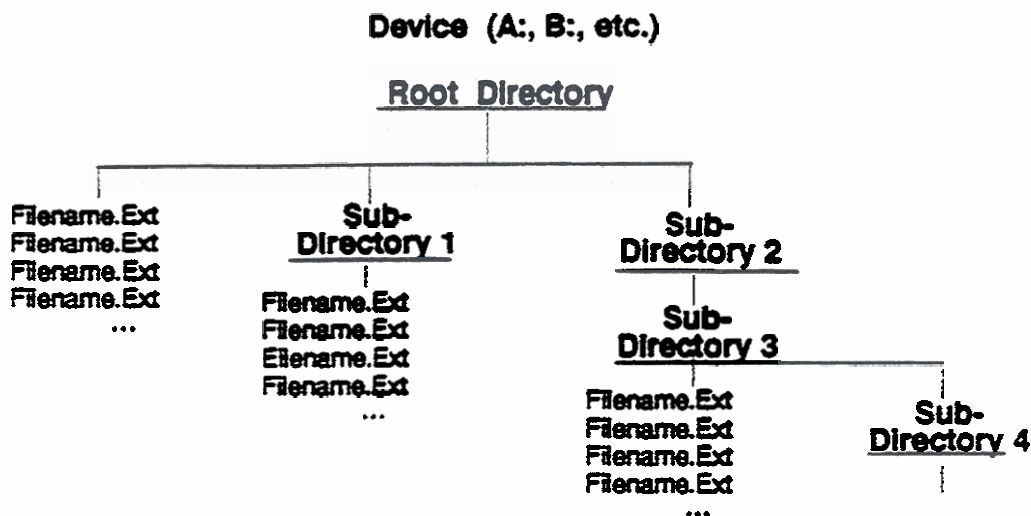 Device (A:, B:, etc.)
Root Directory
Filename.Ext
Filename.Ext
Filename.Ext
Filename.Ext
...
Sub-
Directory 1
Filename.Ext
Filename.Ext
Filename.Ext
Filename.Ext
...
Sub-
Directory 2
Sub-
Directory 3
Filename.Ext
Filename.Ext
Filename.Ext
Filename.Ext
...
Sub-
Directory 4